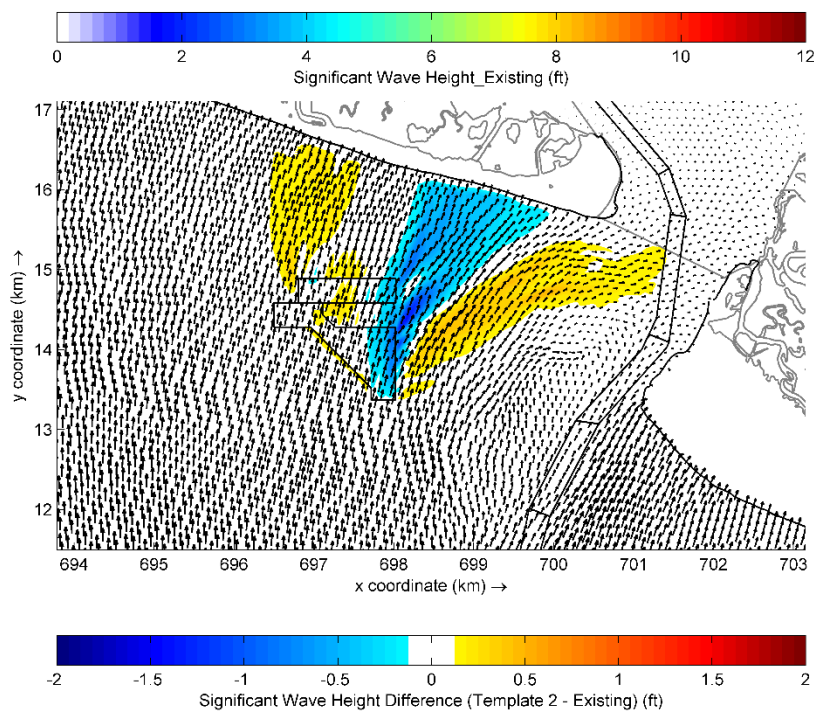 0 2 4 6 8 10 12
Significant Wave Height_Existing (ft)
17
16
15
14
13
12
y coordinate (km) →
694 695 696 697 698 699 700 701 702 703
x coordinate (km) →
-2 -1.5 -1 -0.5 0 0.5 1 1.5 2
Significant Wave Height Difference (Template 2 - Existing) (ft)